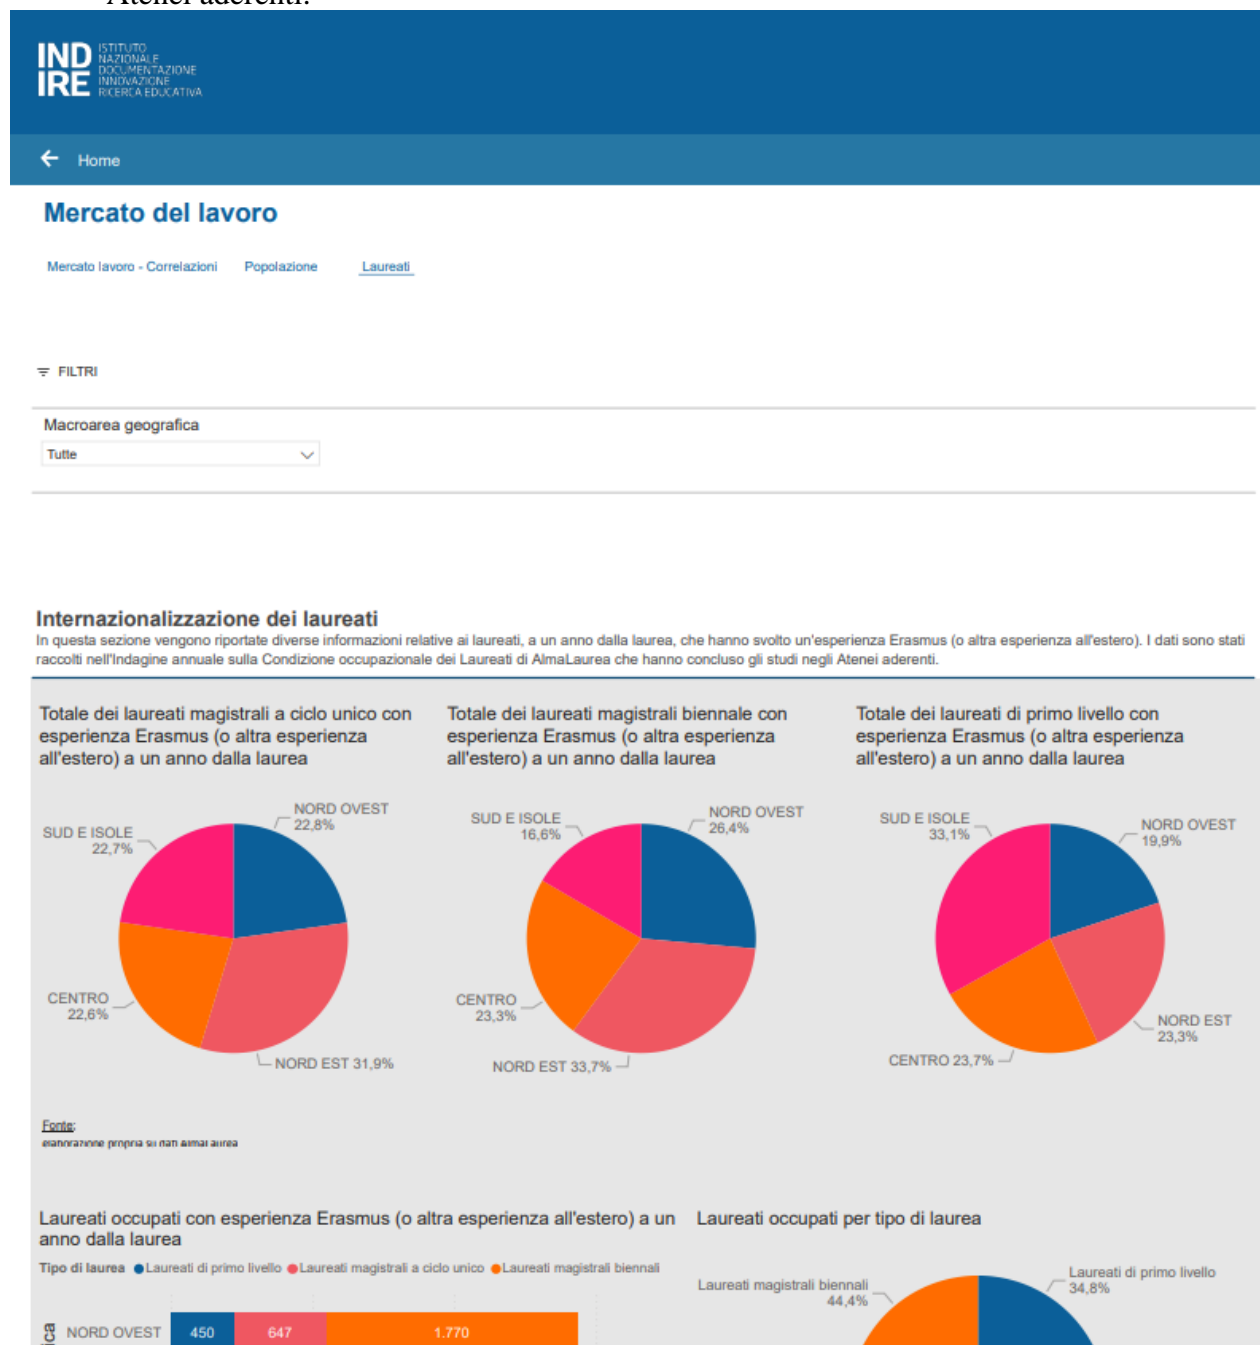 Atenei aderenti.
IND
IRE
ISTITUTO
NAZIONALE
DOCUMENTAZIONE
INNOVAZIONE
RICERCA EDUCATIVA
Home
Mercato del lavoro
Mercato lavoro - Correlazioni Popolazione Laureati
FILTRI
Macroarea geografica
Tutte
Internazionalizzazione dei laureati
In questa sezione vengono riportate diverse informazioni relative ai laureati, a un anno dalla laurea, che hanno svolto un'esperienza Erasmus (o altra esperienza all'estero). I dati sono stati
raccolti nell'Indagine annuale sulla Condizione occupazionale dei Laureati di AlmaLaurea che hanno concluso gli studi negli Atenei aderenti.
Totale dei laureati magistrali a ciclo unico con
esperienza Erasmus (o altra esperienza
all'estero) a un anno dalla laurea
NORD OVEST
22,8%
SUD E ISOLE
22,7%
CENTRO
22,6%
NORD EST 31,9%
Totale dei laureati magistrali biennale con
esperienza Erasmus (o altra esperienza
all'estero) a un anno dalla laurea
SUD E ISOLE
16,6%
NORD OVEST
26,4%
CENTRO
23,3%
NORD EST 33,7%
Totale dei laureati di primo livello con
esperienza Erasmus (o altra esperienza
all'estero) a un anno dalla laurea
SUD E ISOLE
33,1%
NORD OVEST
19,9%
NORD EST
23,3%
CENTRO 23,7%
Fonte:
elaborazione propria su dati AlmaLaurea
Laureati occupati con esperienza Erasmus (o altra esperienza all'estero) a un
anno dalla laurea
Tipo di laurea Laureati di primo livello Laureati magistrali a ciclo unico Laureati magistrali biennali
NORD OVEST 450 647 1.770
Laureati occupati per tipo di laurea
Laureati magistrali biennali
44,4%
Laureati di primo livello
34,8%